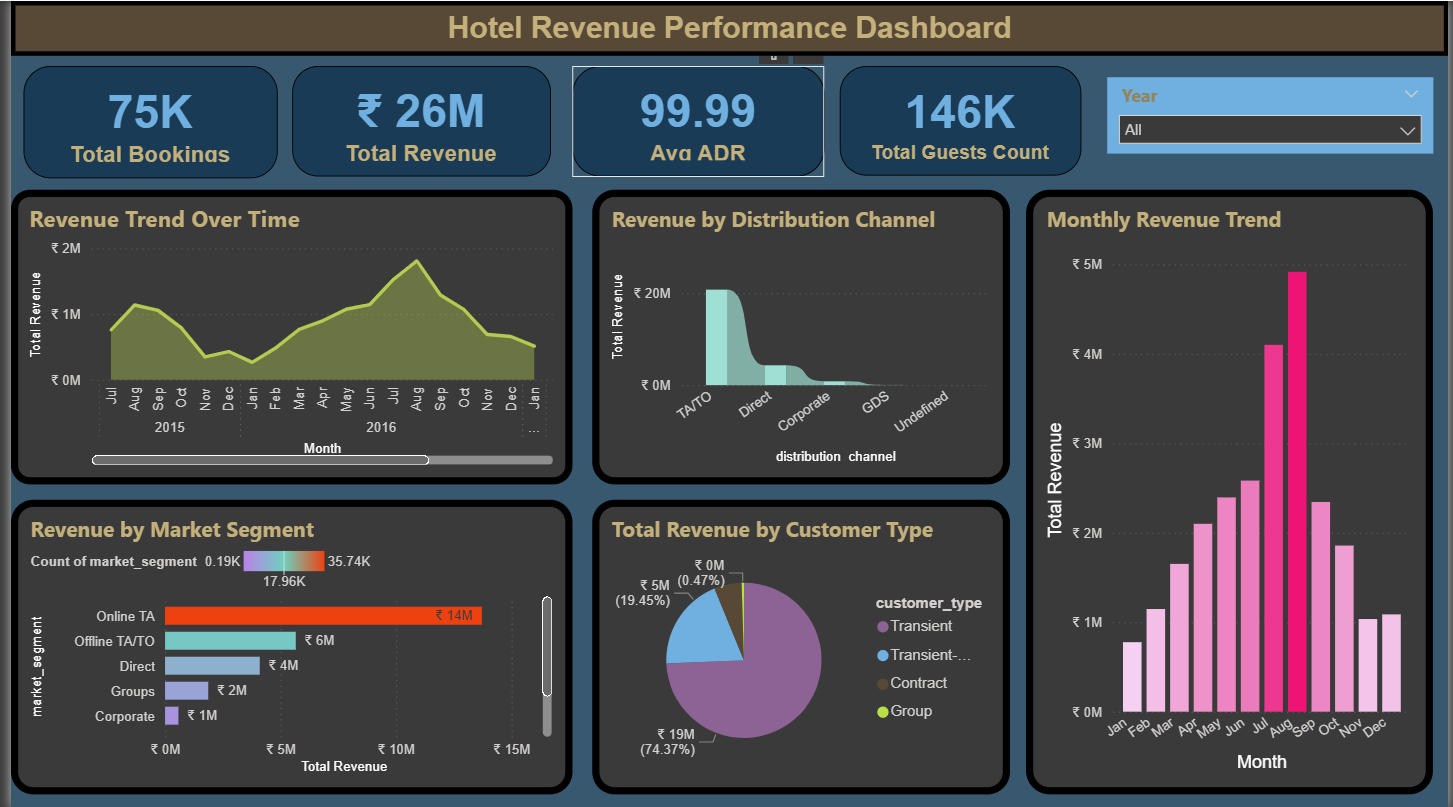 Hotel Revenue Performance Dashboard
75K
Total Bookings
₹ 26M
Total Revenue
99.99
Avg ADR
146K
Total Guests Count
Year
All
Revenue Trend Over Time
Total Revenue
₹ 2M
₹ 1M
₹ 0M
Jul Aug Sep Oct Nov Dec Jan Feb Mar Apr May Jun Jul Aug Sep Oct Nov Dec Jan
2015 2016 ...
Month
Revenue by Distribution Channel
Total Revenue
₹ 20M
₹ 0M
TA/TO Direct Corporate GDS Undefined
distribution_channel
Monthly Revenue Trend
Total Revenue
₹ 5M
₹ 4M
₹ 3M
₹ 2M
₹ 1M
₹ 0M
Jan Feb Mar Apr May Jun Jul Aug Sep Oct Nov Dec
Month
Revenue by Market Segment
Count of market_segment 0.19K 35.74K
17.96K
market_segment
Online TA ₹ 14M
Offline TA/TO ₹ 6M
Direct ₹ 4M
Groups ₹ 2M
Corporate ₹ 1M
₹ 0M ₹ 5M ₹ 10M ₹ 15M
Total Revenue
Total Revenue by Customer Type
₹ 0M
(0.47%)
₹ 5M
(19.45%)
₹ 19M
(74.37%)
customer_type
Transient
Transient-...
Contract
Group